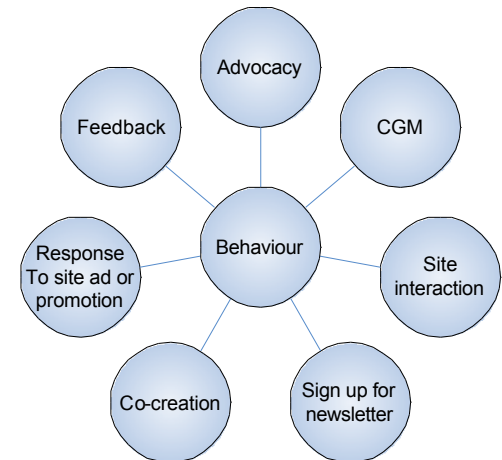 Advocacy
Feedback
CGM
Behaviour
Response
To site ad or
promotion
Site
interaction
Co-creation
Sign up for
newsletter